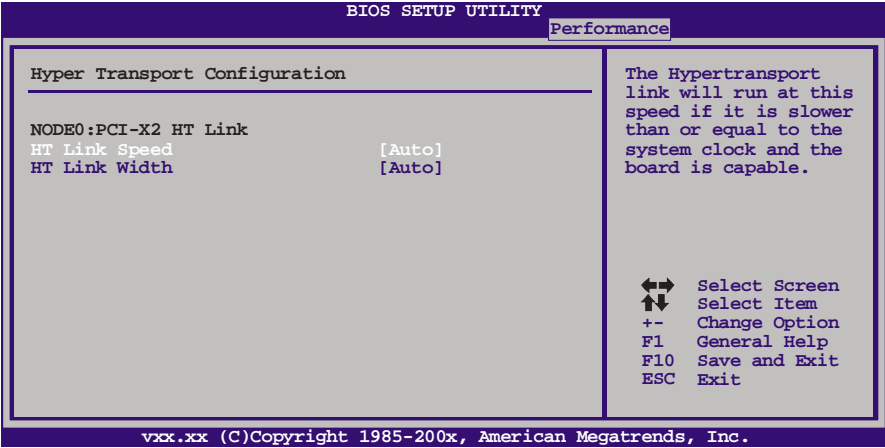 BIOS SETUP UTILITY
Performance
Hyper Transport Configuration
NODE0:PCI-X2 HT Link
HT Link Speed [Auto]
HT Link Width [Auto]
The Hypertransport
link will run at this
speed if it is slower
than or equal to the
system clock and the
board is capable.
Select Screen
Select Item
+- Change Option
F1 General Help
F10 Save and Exit
ESC Exit
vxx.xx (C)Copyright 1985-200x, American Megatrends, Inc.